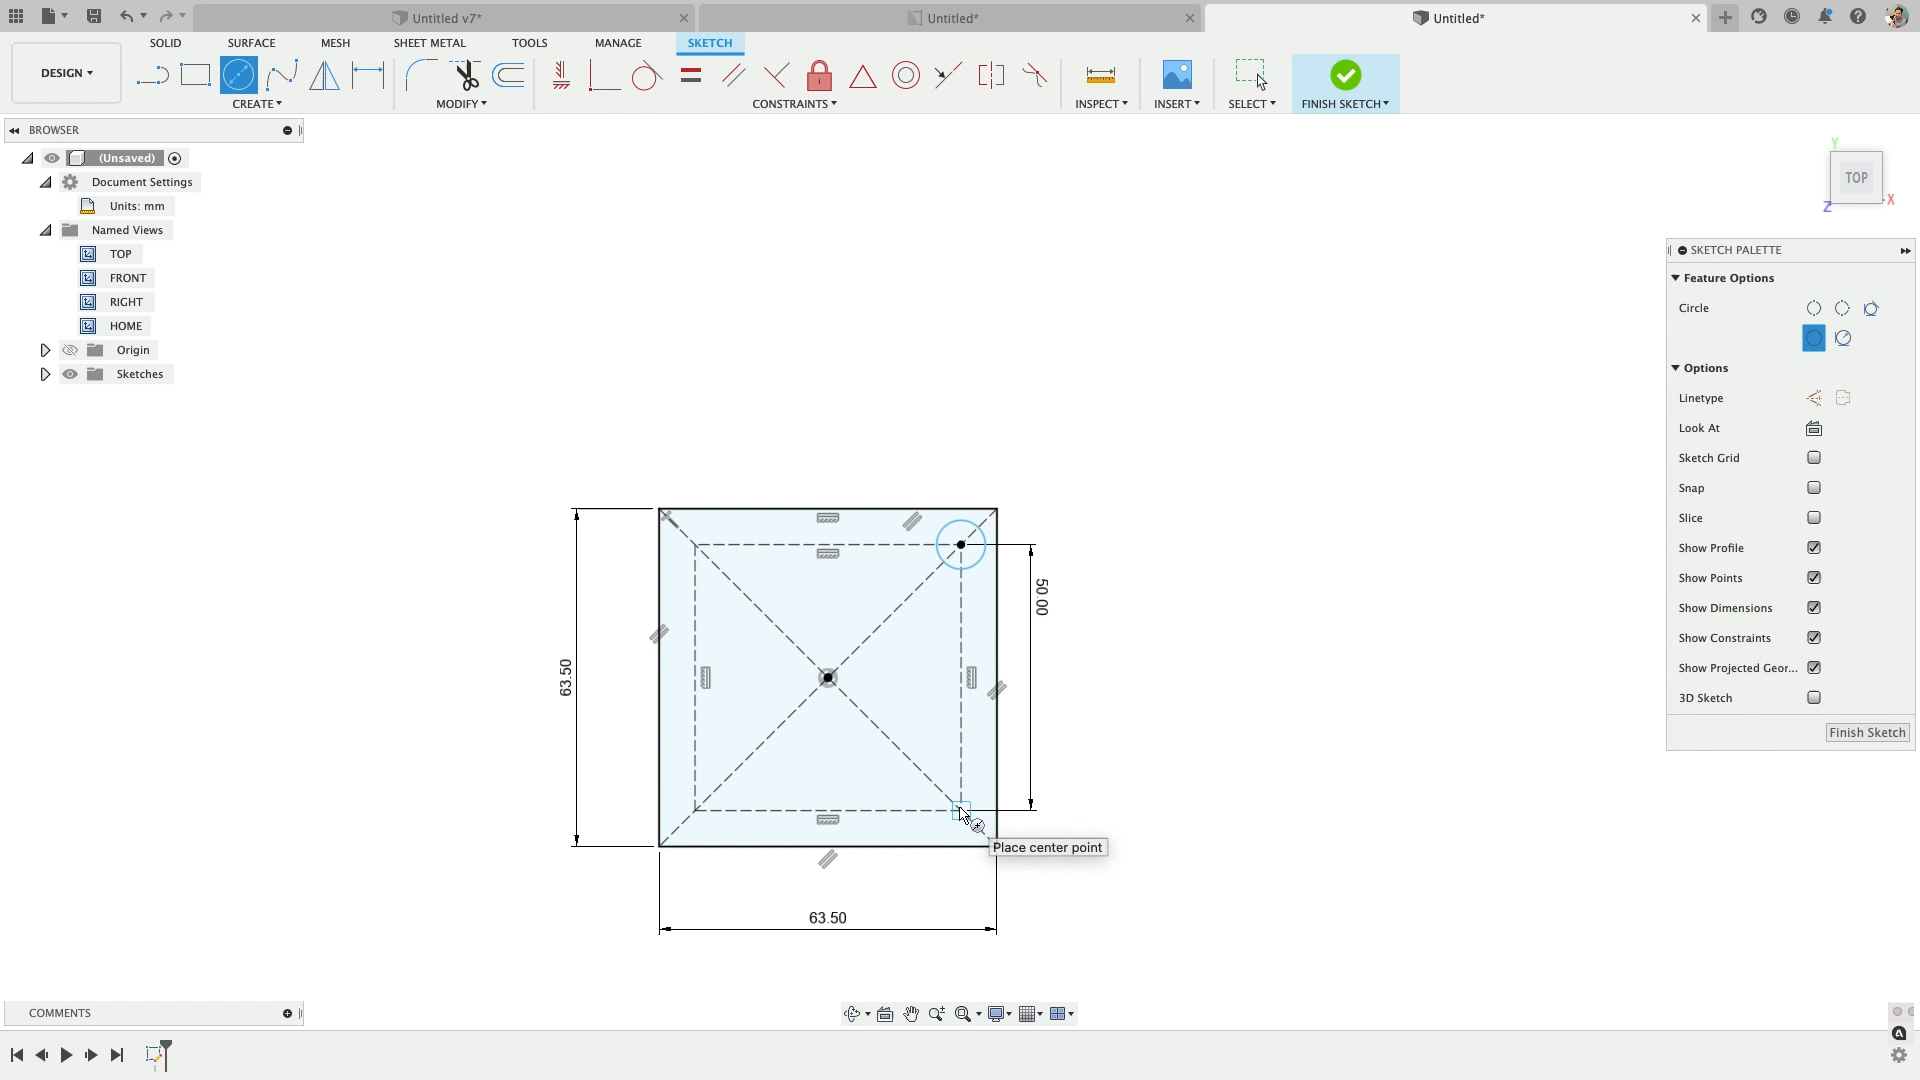 Untitled v7*
Untitled*
Untitled*
SOLID
SURFACE
MESH
SHEET METAL
TOOLS
MANAGE
SKETCH
DESIGN
CREATE
MODIFY
CONSTRAINTS
INSPECT
INSERT
SELECT
FINISH SKETCH
BROWSER
(Unsaved)
Document Settings
Units: mm
Named Views
TOP
FRONT
RIGHT
HOME
Origin
Sketches
Y
TOP
Z
X
SKETCH PALETTE
Feature Options
Circle
Options
Linetype
Look At
Sketch Grid
Snap
Slice
Show Profile
Show Points
Show Dimensions
Show Constraints
Show Projected Geor...
3D Sketch
Finish Sketch
50.00
63.50
Place center point
63.50
COMMENTS